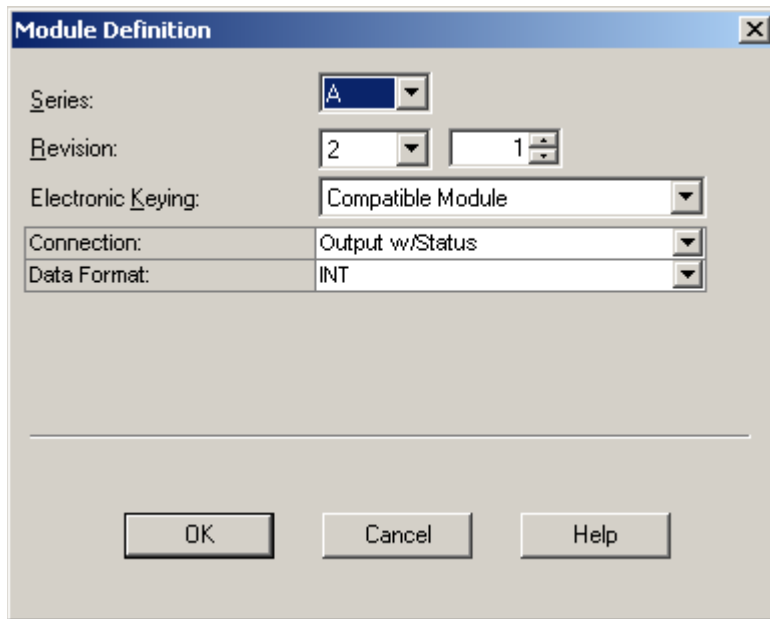 Module Definition
Series: A
Revision: 2 1
Electronic Keying: Compatible Module
Connection: Output w/Status
Data Format: INT
OK Cancel Help